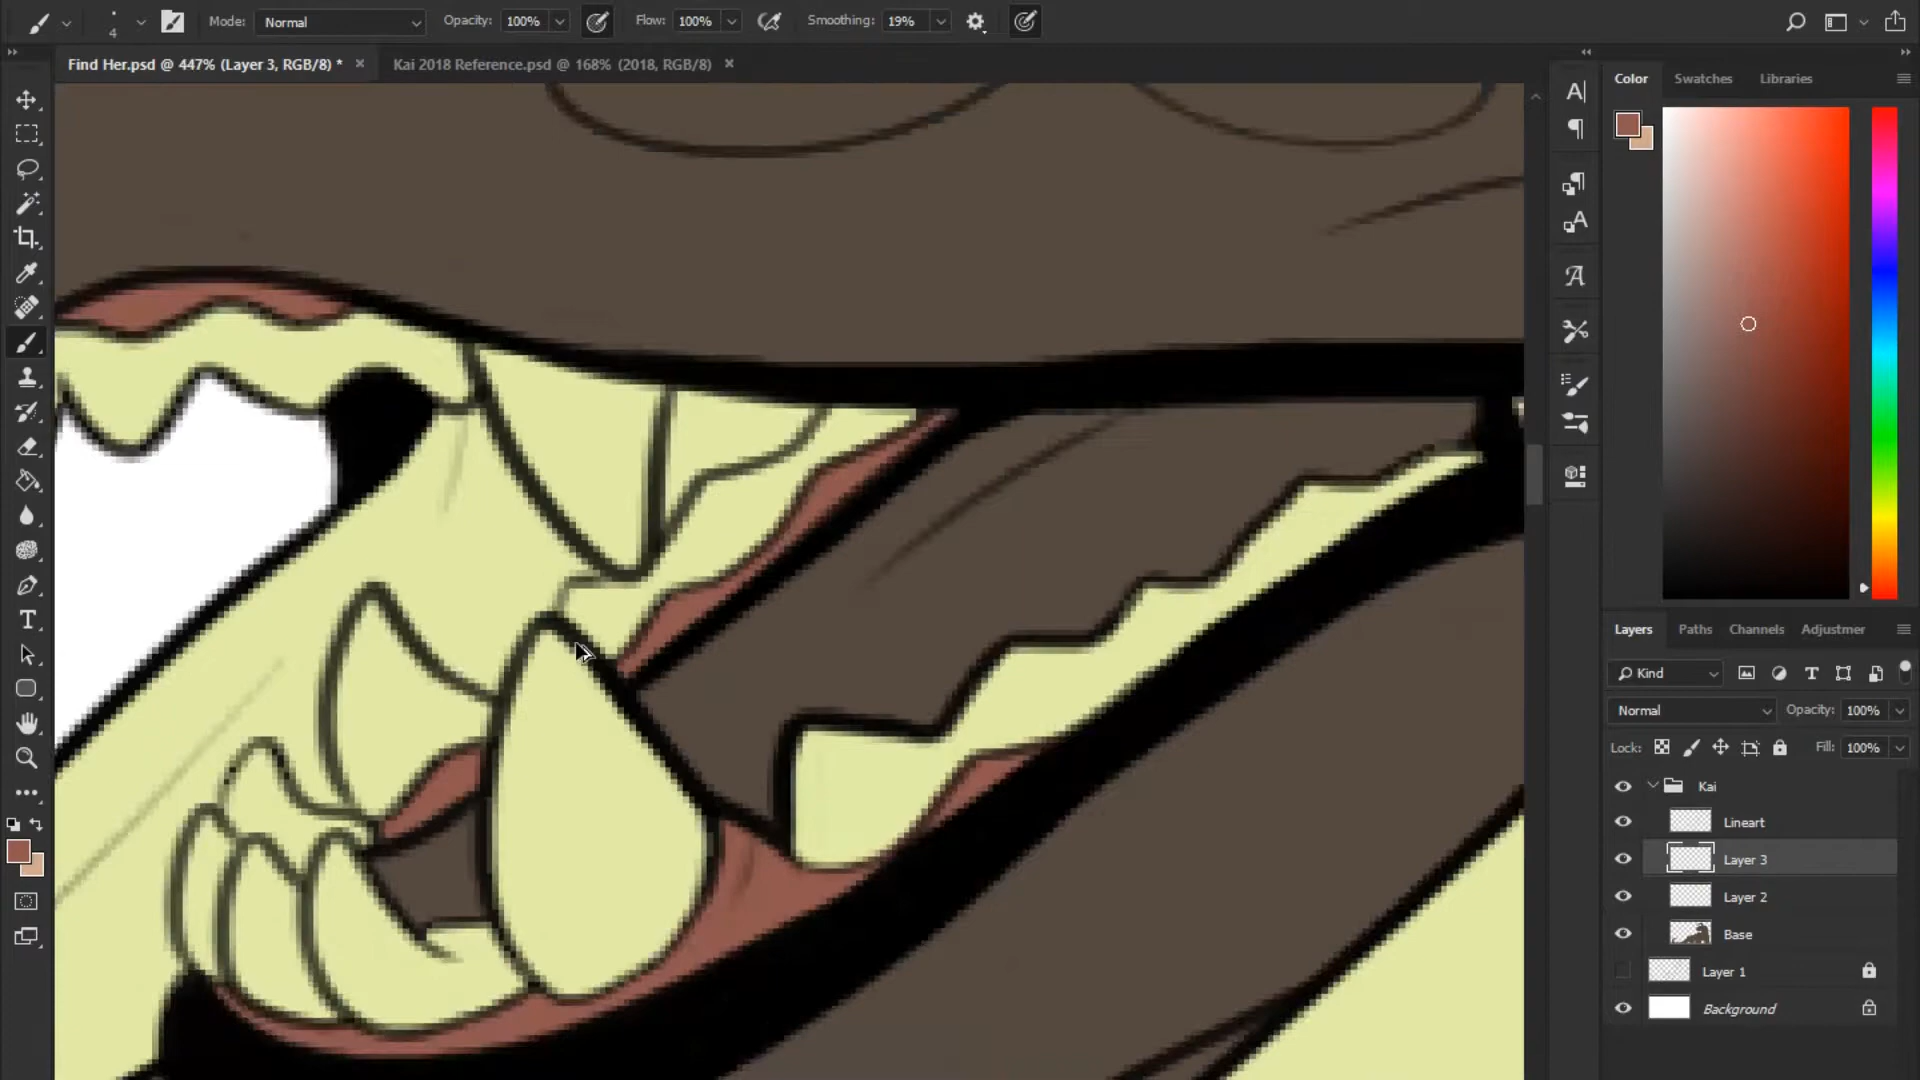 4 Mode: Normal Opacity: 100% Flow: 100% Smoothing: 19%
Find Her.psd @ 447% (Layer 3, RGB/8) * × Kai 2018 Reference.psd @ 168% (2018, RGB/8) ×
Color Swatches Libraries
Layers Paths Channels Adjustmer
Kind
Normal Opacity: 100%
Lock: Fill: 100%
Kai
Lineart
Layer 3
Layer 2
Base
Layer 1
Background